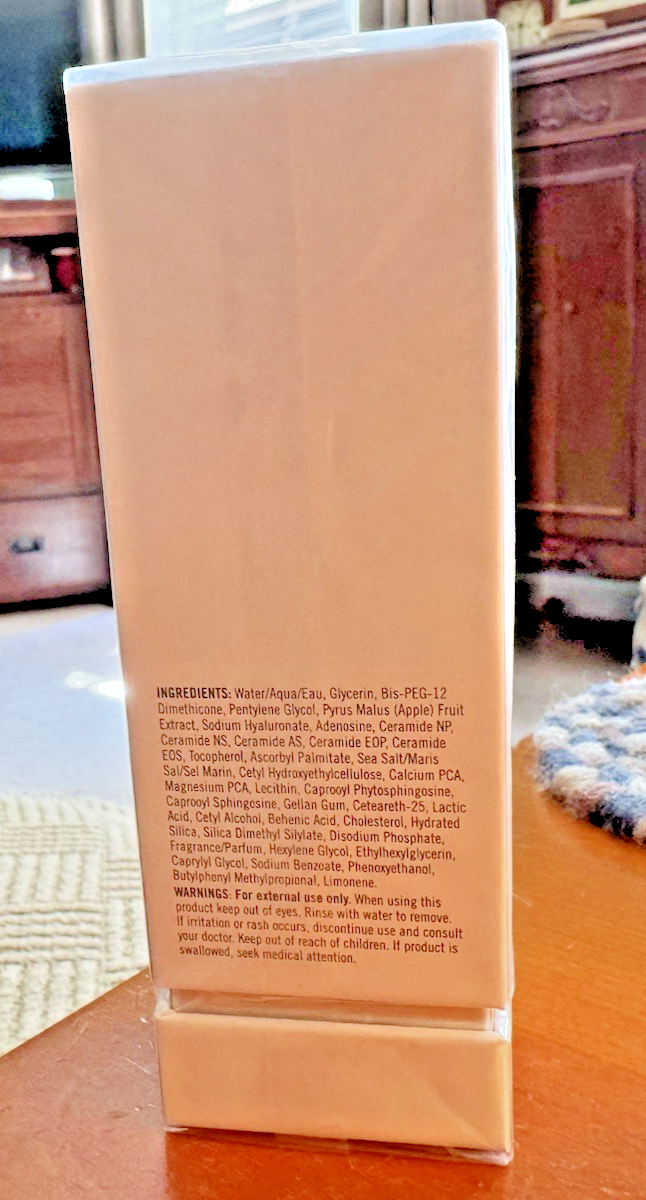 INGREDIENTS: Water/Aqua/Eau, Glycerin, Bis-PEG-12
Dimethicone, Pentylene Glycol, Pyrus Malus (Apple) Fruit
Extract, Sodium Hyaluronate, Adenosine, Ceramide NP,
Ceramide NS, Ceramide AS, Ceramide EOP, Ceramide
EOS, Tocopherol, Ascorbyl Palmitate, Sea Salt/Maris
Sal/Sel Marin, Cetyl Hydroxyethylcellulose, Calcium PCA,
Magnesium PCA, Lecithin, Caprooyl Phytosphingosine,
Caprooyl Sphingosine, Gellan Gum, Ceteareth-25, Lactic
Acid, Cetyl Alcohol, Behenic Acid, Cholesterol, Hydrated
Silica, Silica Dimethyl Silylate, Disodium Phosphate,
Fragrance/Parfum, Hexylene Glycol, Ethylhexylglycerin,
Caprylyl Glycol, Sodium Benzoate, Phenoxyethanol,
Butylphenyl Methylpropional, Limonene.
WARNINGS: For external use only. When using this
product keep out of eyes. Rinse with water to remove.
If irritation or rash occurs, discontinue use and consult
your doctor. Keep out of reach of children. If product is
swallowed, seek medical attention.